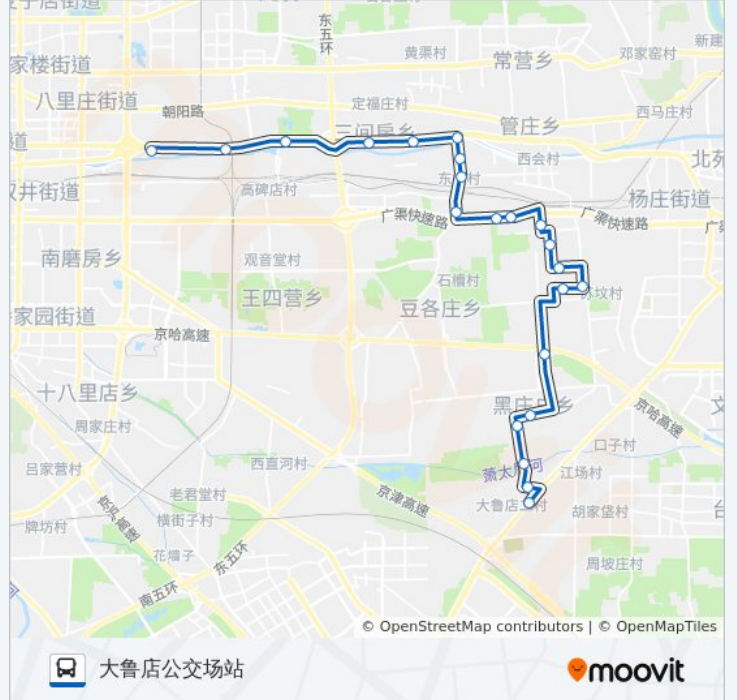 东五环
新建
家楼街道
黄渠村
常营乡
邓家窑村
八里庄街道
朝阳路
定福庄村
管庄乡
西马庄村
道
三间房乡
西会村
北苑
双井街道
高碑店村
杨庄街道
广渠快速路
广渠快速路
南磨房乡
观音堂村
石槽村
苏坟村
王四营乡
豆各庄乡
家园街道
京哈高速
十八里店乡
黑庄户乡
京哈高速
文
周家庄村
口子村
吕家营村
西直河村
萧太后河
江场村
老君堂村
京津高速
大鲁店二村
胡家垡村
台
京沪高速
横街子村
牌坊村
花墙子
东五环
周坡庄村
南五环
© OpenStreetMap contributors | © OpenMapTiles
大鲁店公交场站
moovit